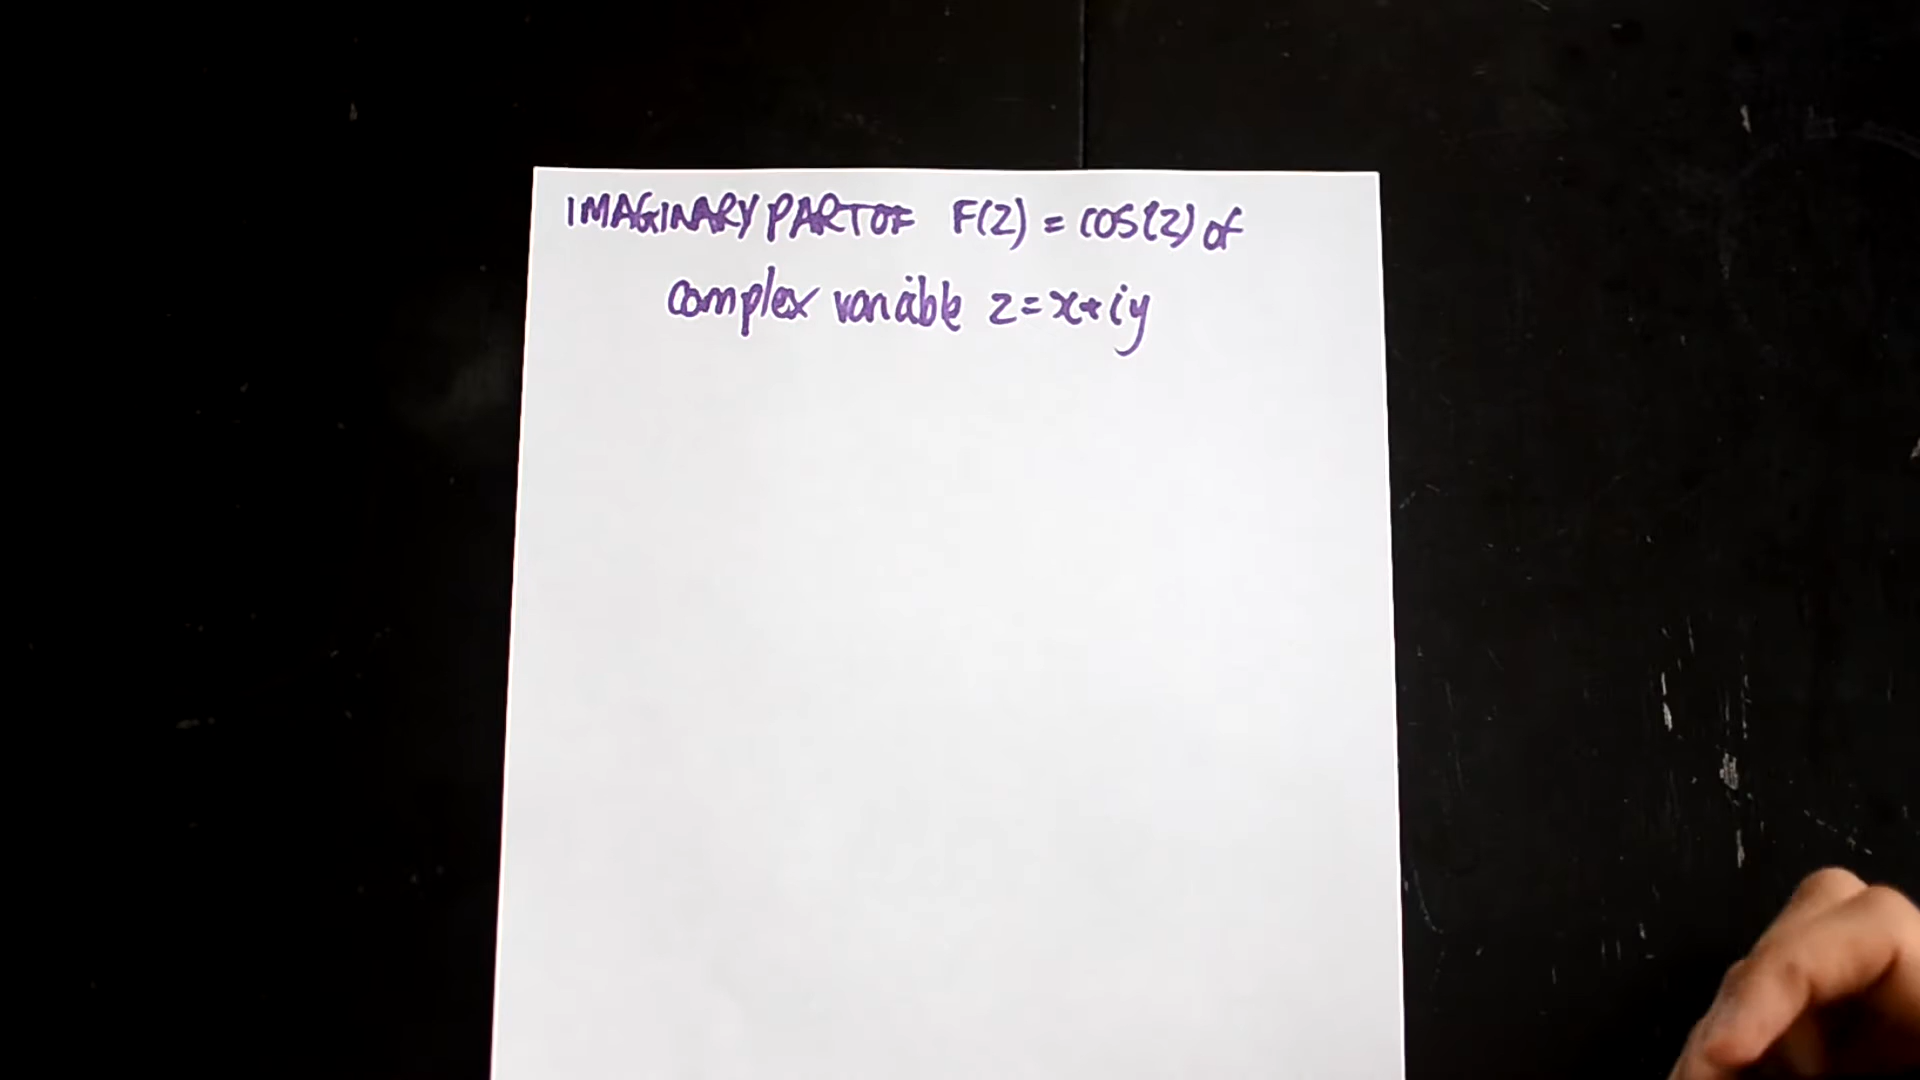 IMAGINARY PART OF F(Z) = COS(Z) of
complex variable z = x + iy